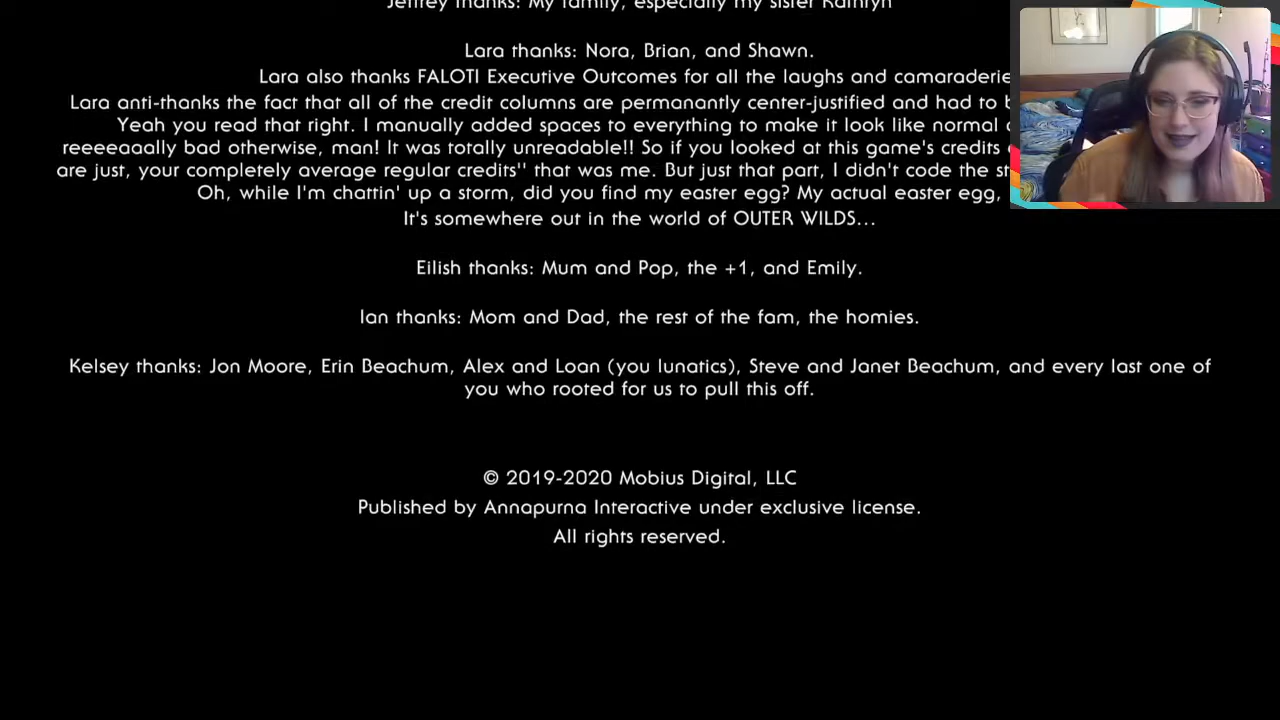 Jeffrey thanks: My family, especially my sister Kathryn
Lara thanks: Nora, Brian, and Shawn.
Lara also thanks FALOTI Executive Outcomes for all the laughs and camaraderie
Lara anti-thanks the fact that all of the credit columns are permanantly center-justified and had to
Yeah you read that right. I manually added spaces to everything to make it look like normal
reeeeaaally bad otherwise, man! It was totally unreadable!! So if you looked at this game's credits
are just, your completely average regular credits" that was me. But just that part, I didn't code the
Oh, while I'm chattin' up a storm, did you find my easter egg? My actual easter egg,
It's somewhere out in the world of OUTER WILDS...
Eilish thanks: Mum and Pop, the +1, and Emily.
Ian thanks: Mom and Dad, the rest of the fam, the homies.
Kelsey thanks: Jon Moore, Erin Beachum, Alex and Loan (you lunatics), Steve and Janet Beachum, and every last one of
you who rooted for us to pull this off.
© 2019-2020 Mobius Digital, LLC
Published by Annapurna Interactive under exclusive license.
All rights reserved.